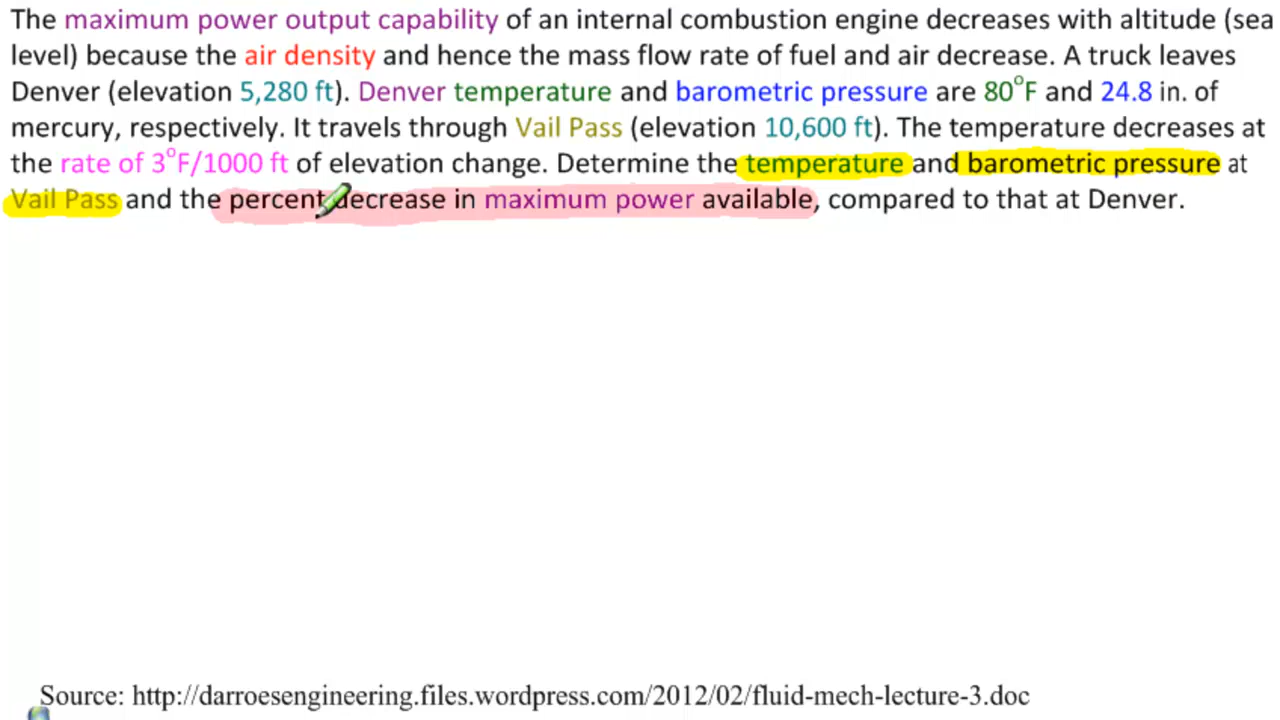 The maximum power output capability of an internal combustion engine decreases with altitude (sea
level) because the air density and hence the mass flow rate of fuel and air decrease. A truck leaves
Denver (elevation 5,280 ft). Denver temperature and barometric pressure are 80°F and 24.8 in. of
mercury, respectively. It travels through Vail Pass (elevation 10,600 ft). The temperature decreases at
the rate of 3°F/1000 ft of elevation change. Determine the temperature and barometric pressure at
Vail Pass and the percent decrease in maximum power available, compared to that at Denver.
Source: http://darroesengineering.files.wordpress.com/2012/02/fluid-mech-lecture-3.doc